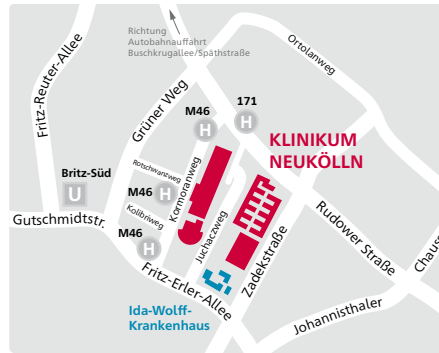 Richtung
Autobahnauffahrt
Buschkrugallee/Späthstraße
Ortolanweg
Fritz-Reuter-Allee
Grüner Weg
M46
H
171
H
KLINIKUM
NEUKÖLLN
Rotschwanzweg
Kormoranweg
Britz-Süd
U
M46
H
Kolibriweg
Juchaczweg
Rudower Straße
Gutschmidtstr.
M46
H
Fritz-Erler-Allee
Zadekstraße
Chauss
Ida-Wolff-
Krankenhaus
Johannisthaler